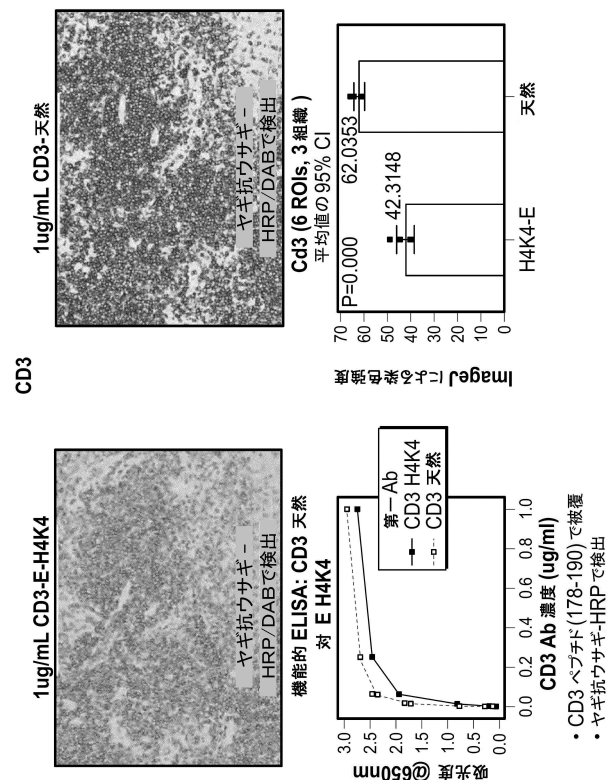 CD3
1ug/mL CD3-E-H4K4
ヤギ抗ウサギ-
HRP/DABで検出
1ug/mL CD3-天然
ヤギ抗ウサギ-
HRP/DABで検出
機能的 ELISA: CD3 天然
対 E H4K4
吸光度 @650nm
3.0
2.5
2.0
1.5
1.0
0.5
0.0
第一Ab
CD3 H4K4
CD3 天然
0.0 0.2 0.4 0.6 0.8 1.0
CD3 Ab 濃度 (ug/ml)
・CD3 ペプチド (178-190) で被覆
・ヤギ抗ウサギ-HRP で検出
Cd3 (6 ROIs, 3 組織 )
平均値の 95% CI
ImageJ による染色強度
70
60
50
40
30
20
10
0
P=0.000
42.3148
62.0353
H4K4-E 天然